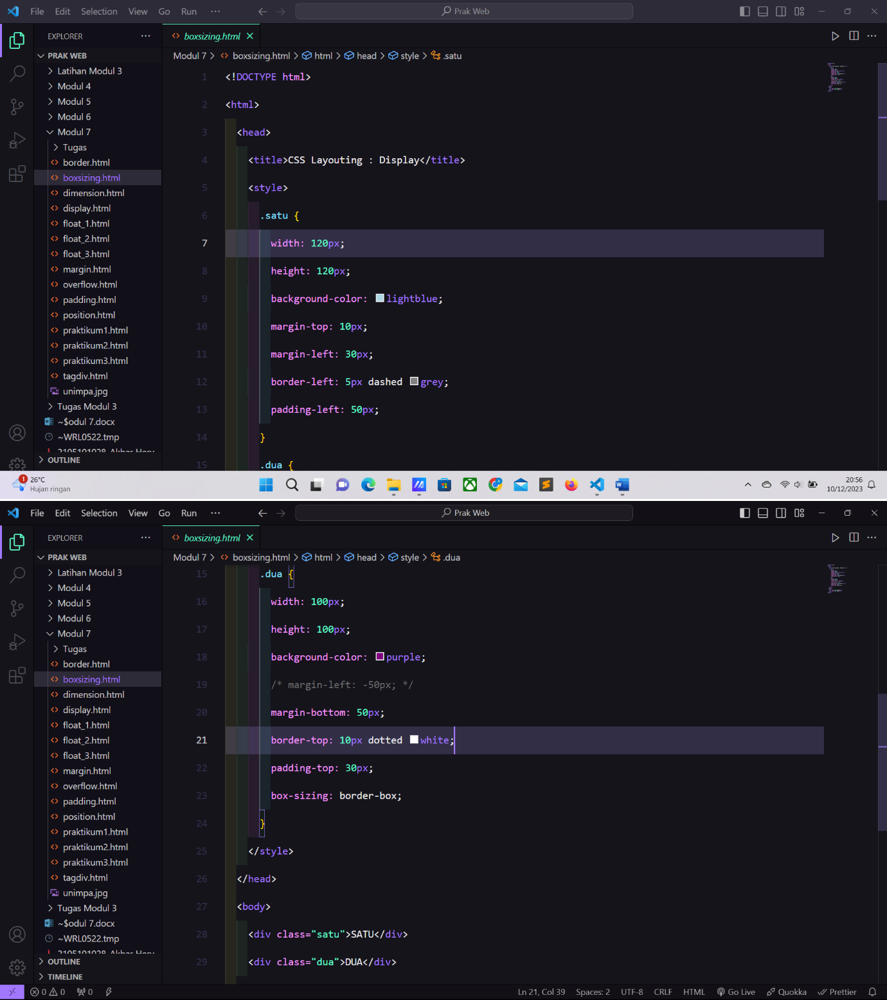 File Edit Selection View Go Run ··· Prak Web
EXPLORER ··· boxsizing.html
PRAK WEB Modul 7 > boxsizing.html > html > head > style > .satu
Latihan Modul 3
Modul 4
Modul 5
Modul 6
Modul 7
Tugas
border.html
boxsizing.html
dimension.html
display.html
float_1.html
float_2.html
float_3.html
margin.html
overflow.html
padding.html
position.html
praktikum1.html
praktikum2.html
praktikum3.html
tagdiv.html
unimpa.jpg
Tugas Modul 3
~$odul 7.docx
~WRL0522.tmp
OUTLINE
1 <!DOCTYPE html>
2 <html>
3 <head>
4 <title>CSS Layouting : Display</title>
5 <style>
6 .satu {
7 width: 120px;
8 height: 120px;
9 background-color: lightblue;
10 margin-top: 10px;
11 margin-left: 30px;
12 border-left: 5px dashed grey;
13 padding-left: 50px;
14 }
15 .dua {
1 26°C
Hujan ringan
20:56
10/12/2023
File Edit Selection View Go Run ··· Prak Web
EXPLORER ··· boxsizing.html
PRAK WEB Modul 7 > boxsizing.html > html > head > style > .dua
Latihan Modul 3
Modul 4
Modul 5
Modul 6
Modul 7
Tugas
border.html
boxsizing.html
dimension.html
display.html
float_1.html
float_2.html
float_3.html
margin.html
overflow.html
padding.html
position.html
praktikum1.html
praktikum2.html
praktikum3.html
tagdiv.html
unimpa.jpg
Tugas Modul 3
~$odul 7.docx
~WRL0522.tmp
OUTLINE
TIMELINE
15 .dua {
16 width: 100px;
17 height: 100px;
18 background-color: purple;
19 /* margin-left: -50px; */
20 margin-bottom: 50px;
21 border-top: 10px dotted white;
22 padding-top: 30px;
23 box-sizing: border-box;
24 }
25 </style>
26 </head>
27 <body>
28 <div class="satu">SATU</div>
29 <div class="dua">DUA</div>
0 0 0 Ln 21, Col 39 Spaces: 2 UTF-8 CRLF HTML Go Live Quokka Prettier